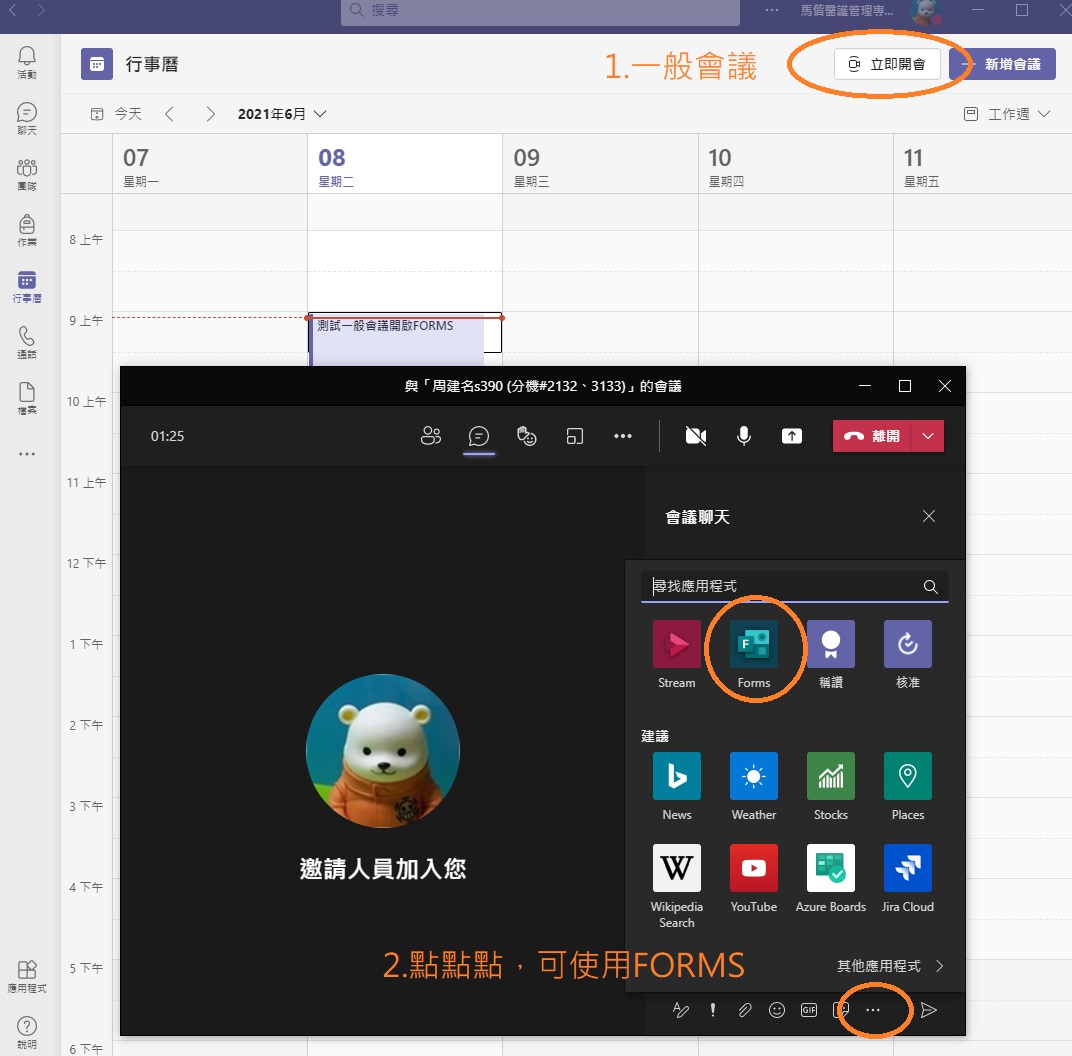 搜尋
馬偕醫護管理專...
活動
聊天
團隊
作業
行事曆
通話
檔案
應用程式
說明
行事曆
1.一般會議
立即開會
新增會議
今天
2021年6月
工作週
07
星期一
08
星期二
09
星期三
10
星期四
11
星期五
8 上午
9 上午
10 上午
11 上午
12 下午
1 下午
2 下午
3 下午
4 下午
5 下午
6 下午
測試一般會議開啟FORMS
與「周建名s390 (分機#2132、3133)」的會議
01:25
離開
會議聊天
尋找應用程式
F
Stream
Forms
稱讚
核准
建議
News
Weather
Stocks
Places
W
Wikipedia
Search
YouTube
Azure Boards
Jira Cloud
邀請人員加入您
2.點點點，可使用FORMS
其他應用程式
GIF